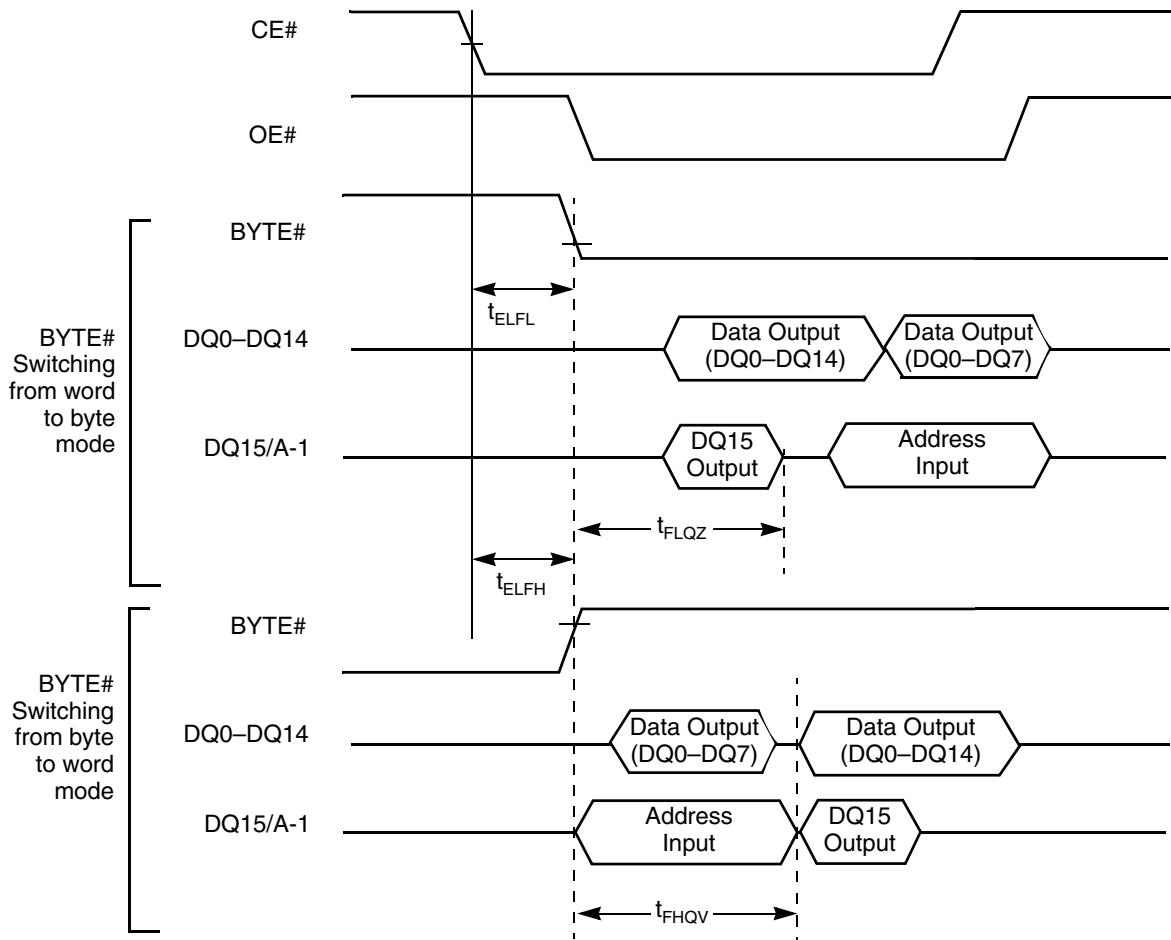 CE#
OE#
BYTE#
tELFL
BYTE#
Switching
from word
to byte
mode
DQ0–DQ14
Data Output
(DQ0–DQ14)
Data Output
(DQ0–DQ7)
DQ15/A-1
DQ15
Output
Address
Input
tFLQZ
tELFH
BYTE#
BYTE#
Switching
from byte
to word
mode
DQ0–DQ14
Data Output
(DQ0–DQ7)
Data Output
(DQ0–DQ14)
DQ15/A-1
Address
Input
DQ15
Output
tFHQV